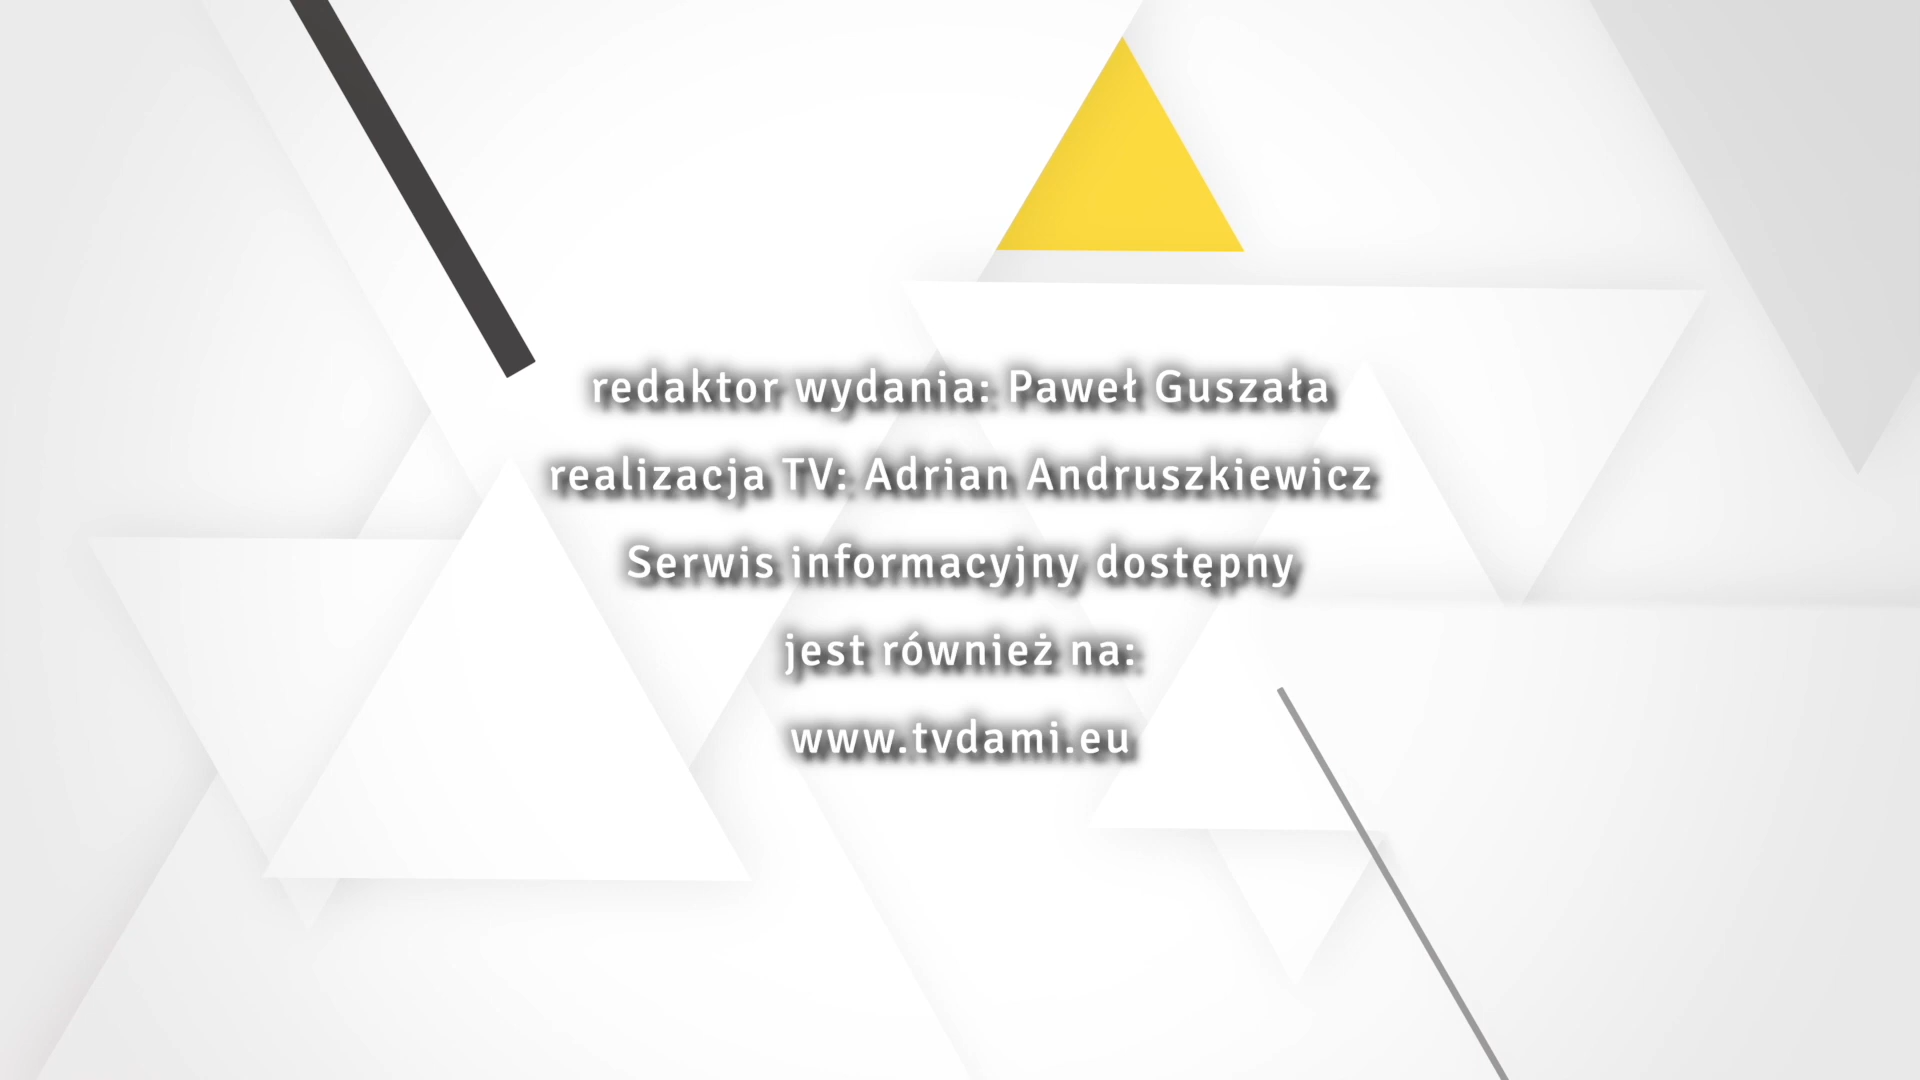 redaktor wydania: Paweł Guszała
realizacja TV: Adrian Andruszkiewicz
Serwis informacyjny dostępny
jest również na:
www.tvdami.eu